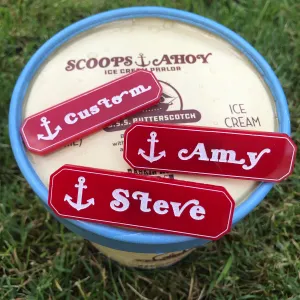 SCOOPS AHOY
ICE CREAM PARLOR
Custom
U.S.S. BUTTERSCOTCH
ICE
CREAM
Amy
Steve